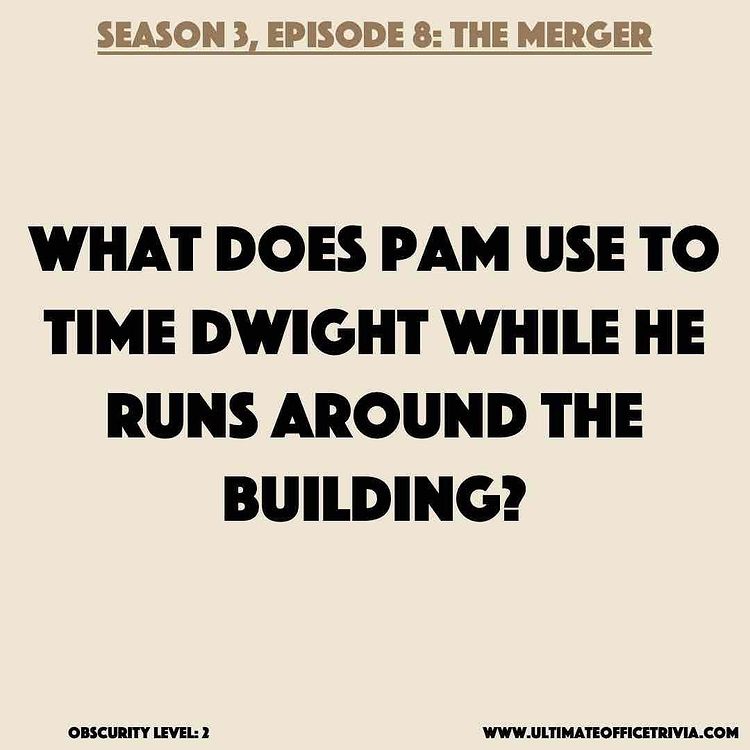 SEASON 3, EPISODE 8: THE MERGER
WHAT DOES PAM USE TO
TIME DWIGHT WHILE HE
RUNS AROUND THE
BUILDING?
OBSCURITY LEVEL: 2
WWW.ULTIMATEOFFICETRIVIA.COM